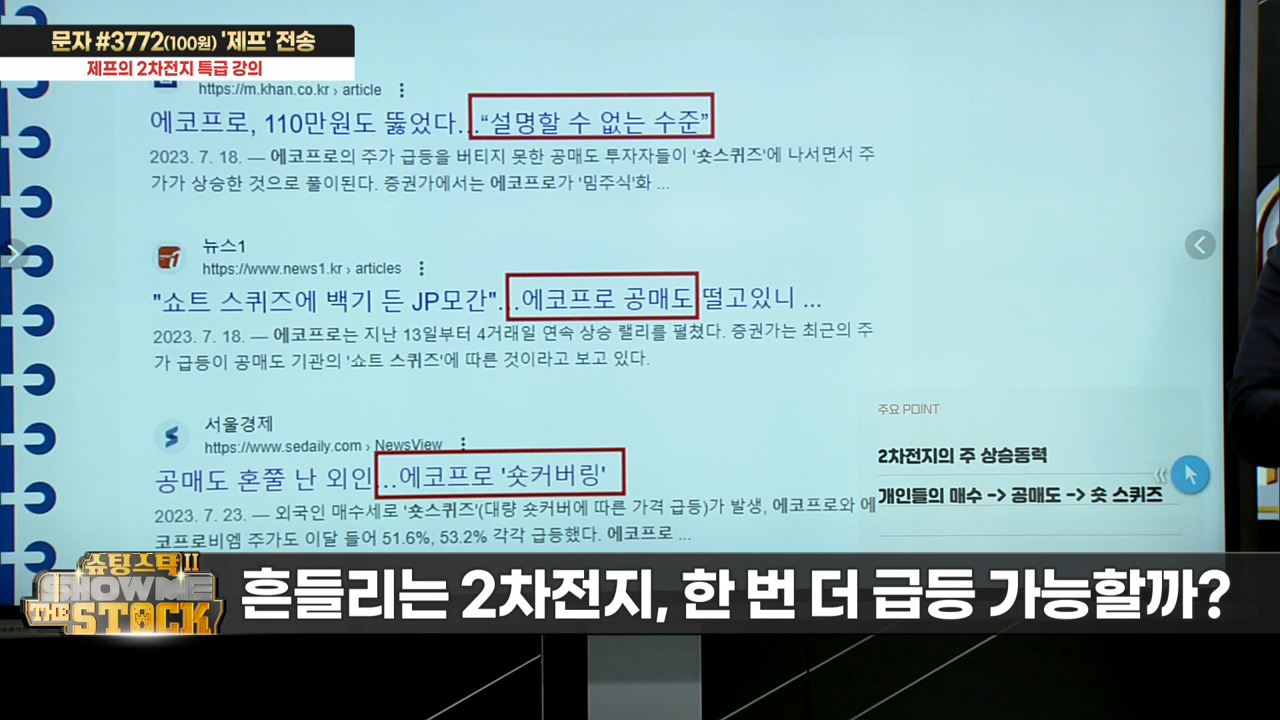 문자 #3772(100원) '제프' 전송
제프의 2차전지 특급 강의
https://m.khan.co.kr › article
에코프로, 110만원도 뚫었다...“설명할 수 없는 수준”
2023. 7. 18. — 에코프로의 주가 급등을 버티지 못한 공매도 투자자들이 '숏스퀴즈'에 나서면서 주
가가 상승한 것으로 풀이된다. 증권가에서는 에코프로가 '밈주식'화 ...
뉴스1
https://www.news1.kr › articles
"쇼트 스퀴즈에 백기 든 JP모간"...에코프로 공매도 떨고있니 ...
2023. 7. 18. — 에코프로는 지난 13일부터 4거래일 연속 상승 랠리를 펼쳤다. 증권가는 최근의 주
가 급등이 공매도 기관의 '쇼트 스퀴즈'에 따른 것이라고 보고 있다.
서울경제
https://www.sedaily.com › NewsView
공매도 혼쭐 난 외인...에코프로 '숏커버링'
2023. 7. 23. — 외국인 매수세로 '숏스퀴즈'(대량 숏커버에 따른 가격 급등)가 발생, 에코프로와 에
코프로비엠 주가도 이달 들어 51.6%, 53.2% 각각 급등했다. 에코프로 ...
주요 POINT
2차전지의 주 상승동력
개인들의 매수 -> 공매도 -> 숏 스퀴즈
슈팅스탁 II
SHOW ME
THE STOCK
흔들리는 2차전지, 한 번 더 급등 가능할까?